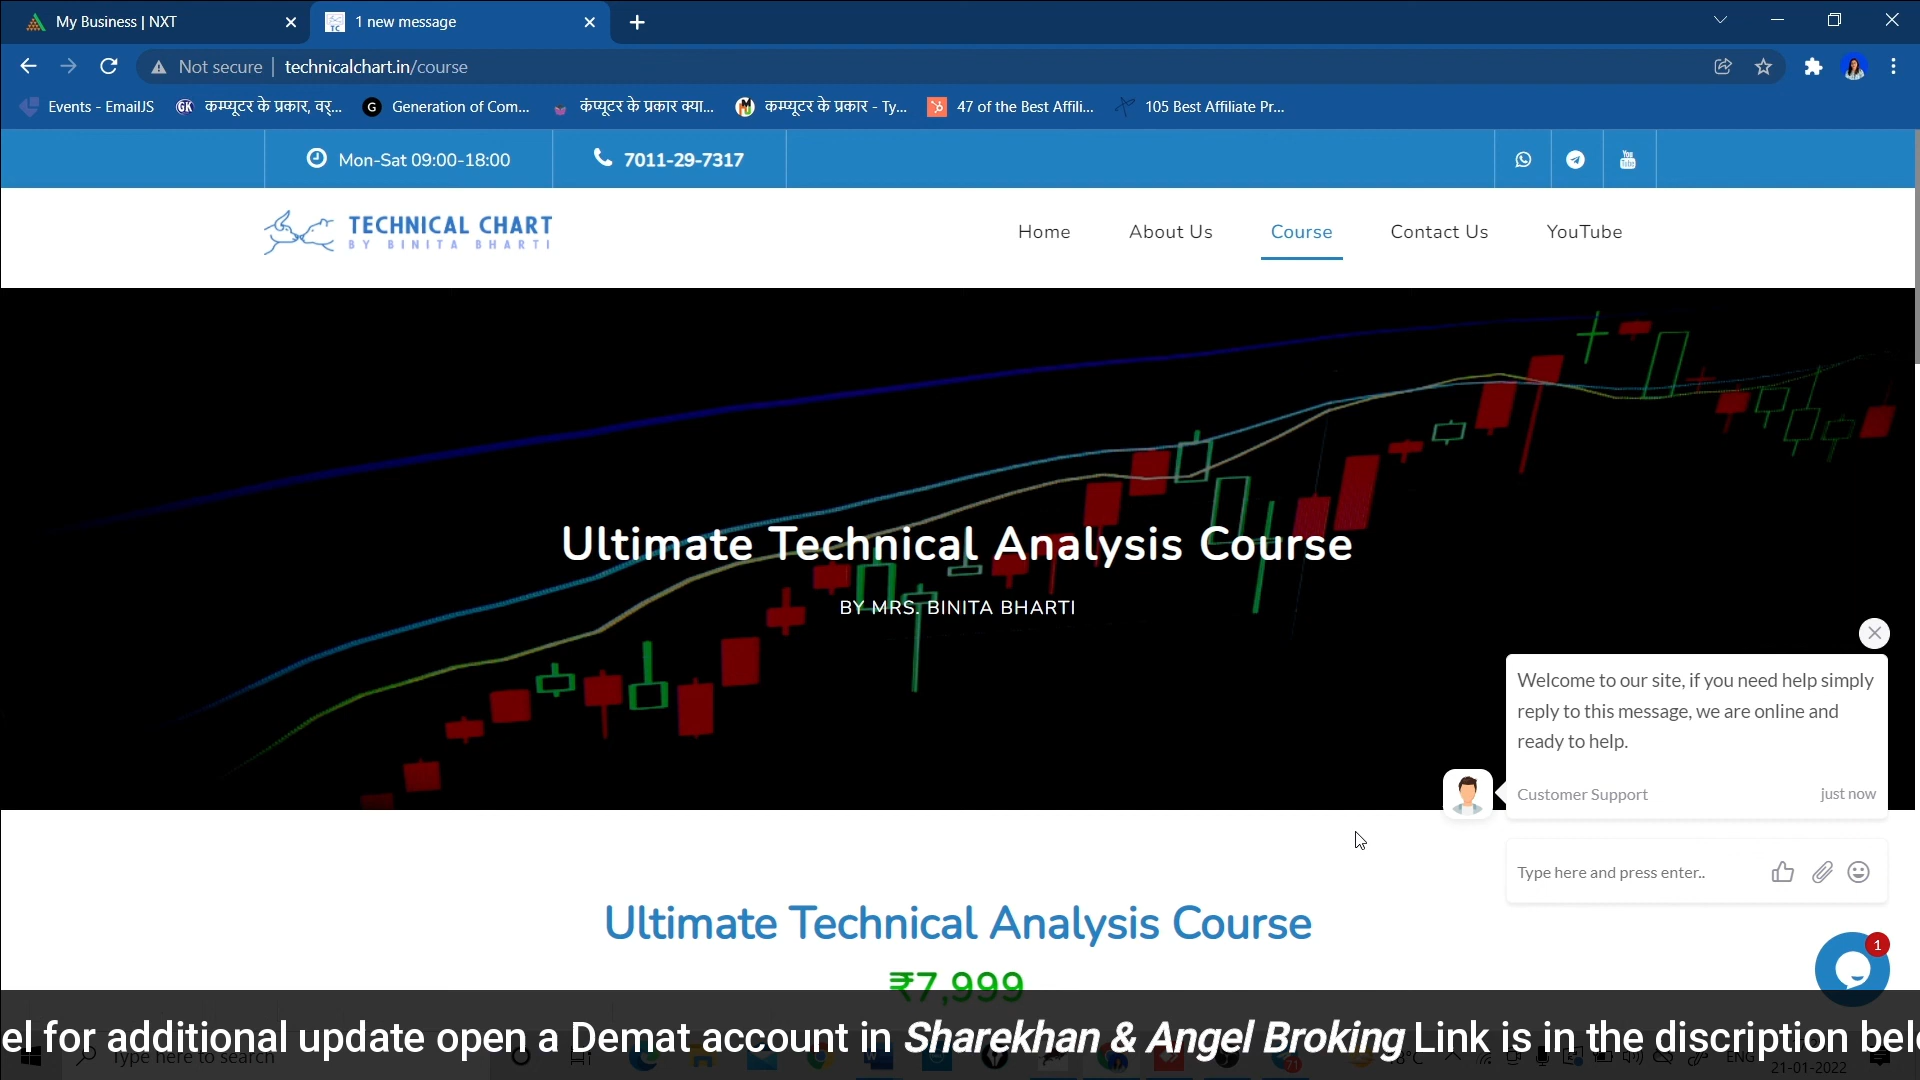 My Business | NXT
1 new message
Not secure
technicalchart.in/course
Events - EmailJS
कम्प्यूटर के प्रकार, वर्...
Generation of Com...
कंप्यूटर के प्रकार क्या...
कम्प्यूटर के प्रकार - Ty...
47 of the Best Affili...
105 Best Affiliate Pr...
Mon-Sat 09:00-18:00
7011-29-7317
TECHNICAL CHART
BY BINITA BHARTI
Home
About Us
Course
Contact Us
YouTube
Ultimate Technical Analysis Course
BY MRS. BINITA BHARTI
Welcome to our site, if you need help simply
reply to this message, we are online and
ready to help.
Customer Support
just now
Type here and press enter..
1
Ultimate Technical Analysis Course
₹7,999
el for additional update open a Demat account in Sharekhan & Angel Broking Link is in the discription belo
Type here to search
ENG
21-01-2022